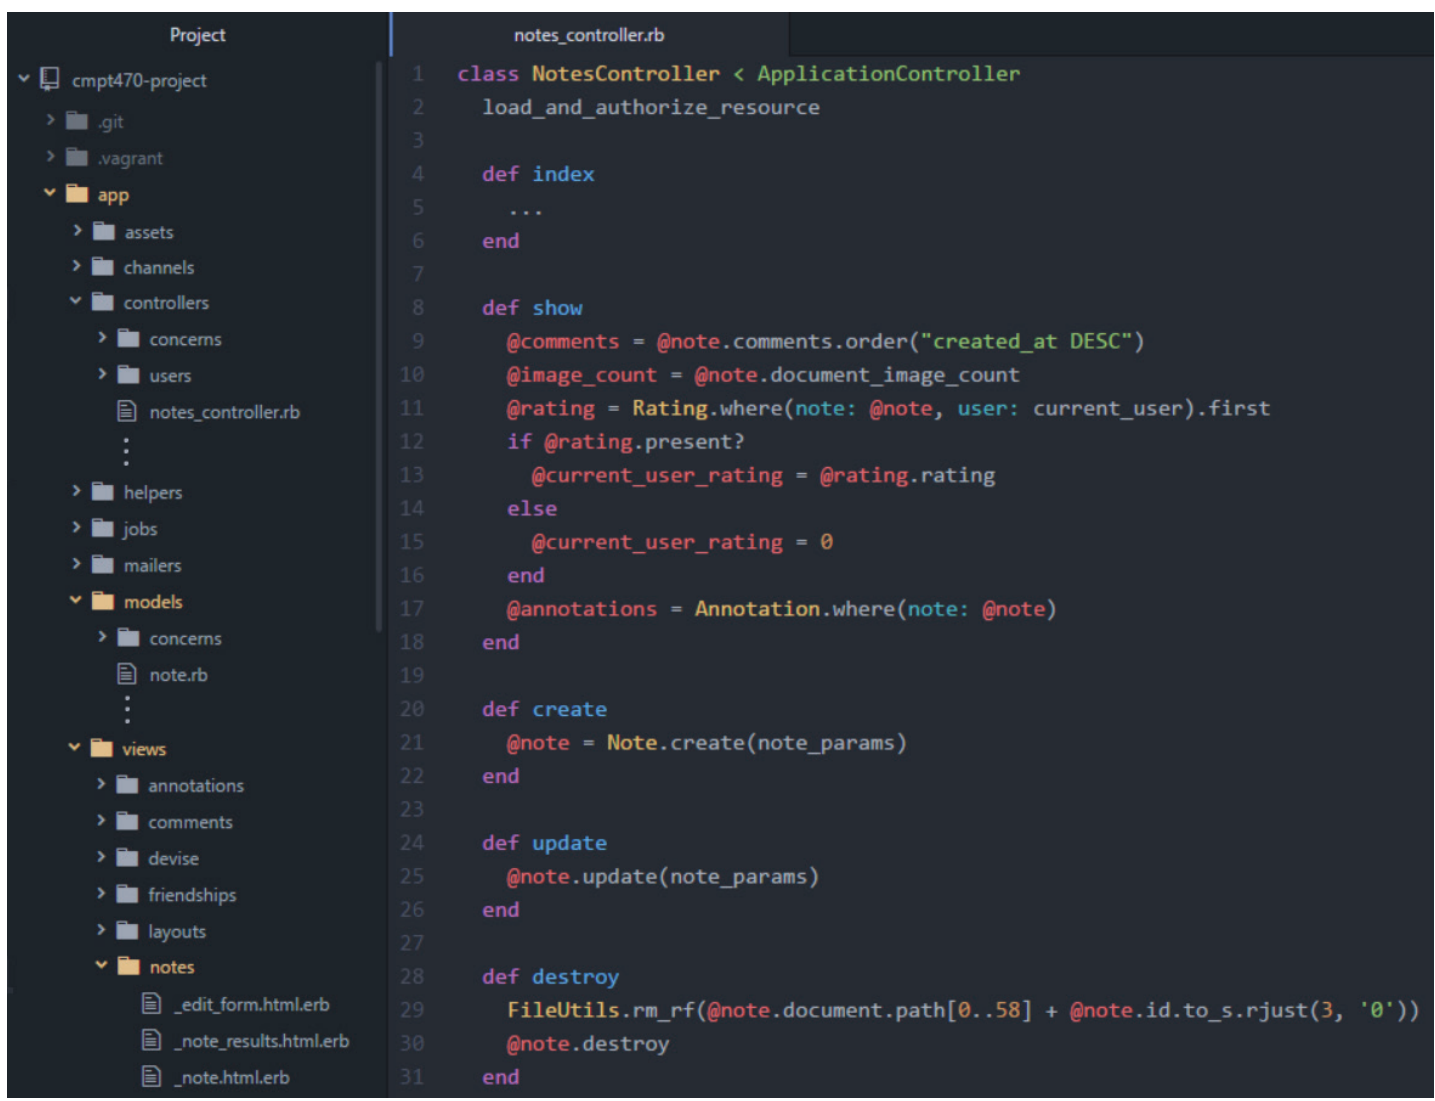 Project
cmpt470-project
.git
.vagrant
app
assets
channels
controllers
concerns
users
notes_controller.rb
helpers
jobs
mailers
models
concerns
note.rb
views
annotations
comments
devise
friendships
layouts
notes
_edit_form.html.erb
_note_results.html.erb
_note.html.erb
notes_controller.rb
1 class NotesController < ApplicationController
2   load_and_authorize_resource
3
4   def index
5     ...
6   end
7
8   def show
9     @comments = @note.comments.order("created_at DESC")
10     @image_count = @note.document_image_count
11     @rating = Rating.where(note: @note, user: current_user).first
12     if @rating.present?
13       @current_user_rating = @rating.rating
14     else
15       @current_user_rating = 0
16     end
17     @annotations = Annotation.where(note: @note)
18   end
19
20   def create
21     @note = Note.create(note_params)
22   end
23
24   def update
25     @note.update(note_params)
26   end
27
28   def destroy
29     FileUtils.rm_rf(@note.document.path[0..58] + @note.id.to_s.rjust(3, '0'))
30     @note.destroy
31   end